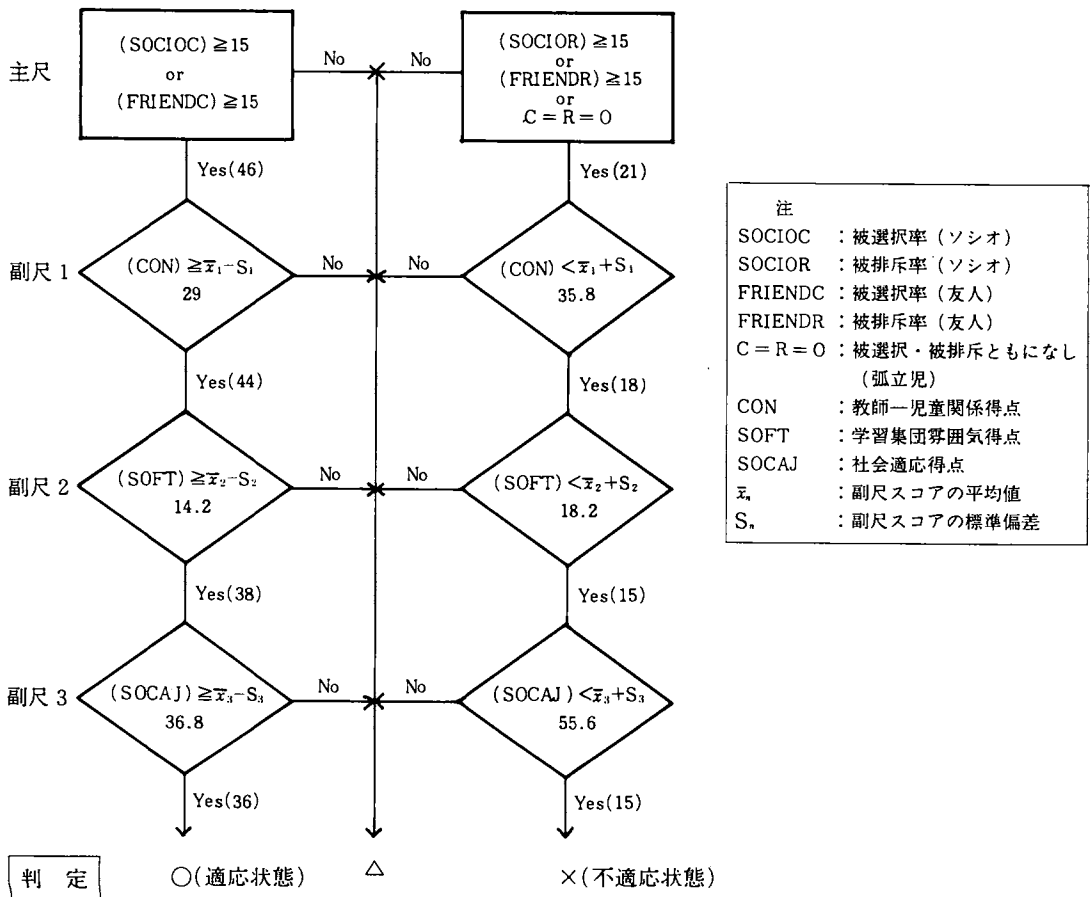 主尺
(SOCIOC)≧15
or
(FRIENDC)≧15
No
No
(SOCIOR)≧15
or
(FRIENDR)≧15
or
C=R=O
Yes(46)
Yes(21)
副尺 1
(CON)≧x̄₁−S₁
29
No
No
(CON)<x̄₁+S₁
35.8
Yes(44)
Yes(18)
副尺 2
(SOFT)≧x̄₂−S₂
14.2
No
No
(SOFT)<x̄₂+S₂
18.2
Yes(38)
Yes(15)
副尺 3
(SOCAJ)≧x̄₃−S₃
36.8
No
No
(SOCAJ)<x̄₃+S₃
55.6
Yes(36)
Yes(15)
判 定
○(適応状態)
△
×(不適応状態)
注
SOCIOC :被選択率(ソシオ)
SOCIOR :被排斥率(ソシオ)
FRIENDC:被選択率(友人)
FRIENDR:被排斥率(友人)
C=R=O :被選択・被排斥ともになし
(弧立児)
CON :教師―児童関係得点
SOFT :学習集団雰囲気得点
SOCAJ :社会適応得点
x̄ₙ :副尺スコアの平均値
Sₙ :副尺スコアの標準偏差